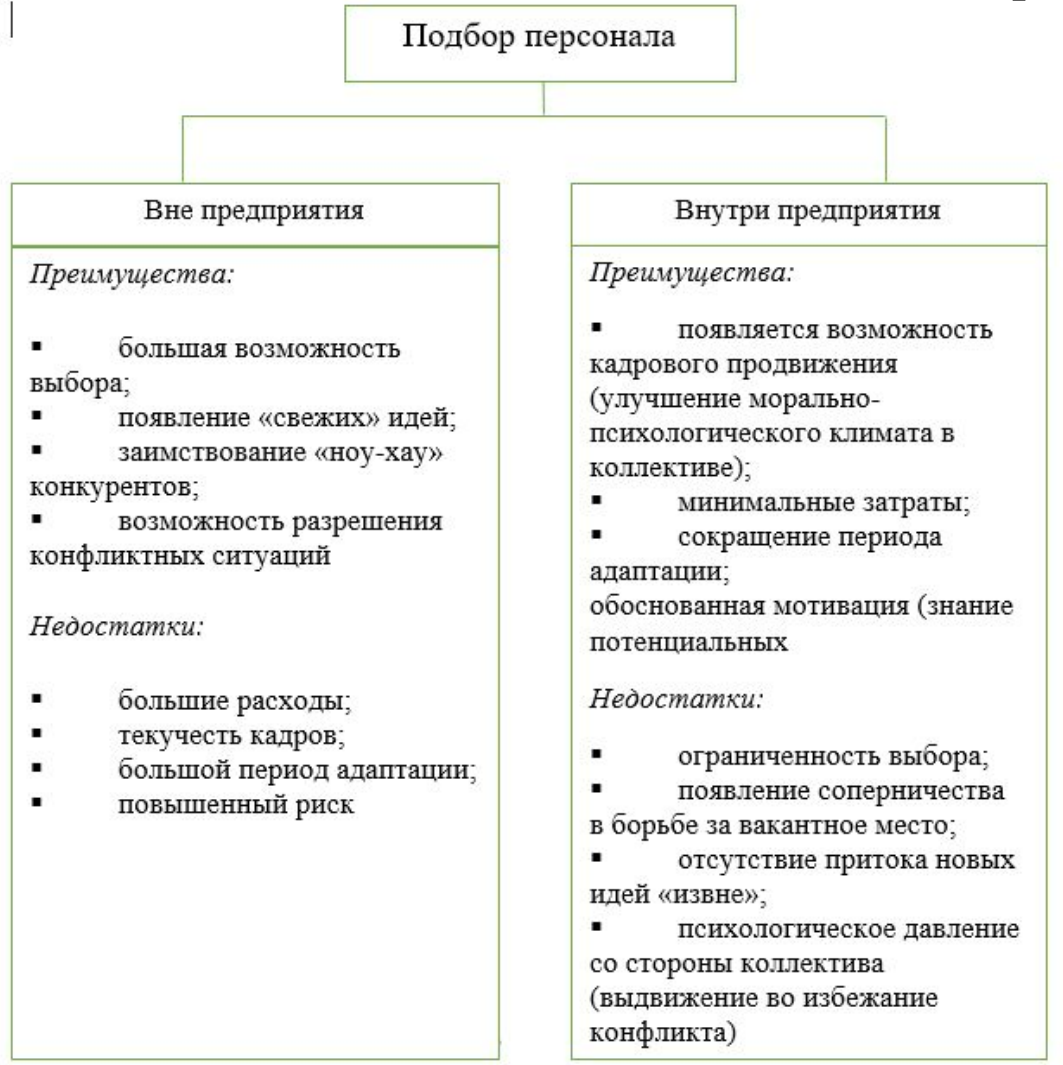 Подбор персонала
Вне предприятия
Преимущества:
▪ большая возможность
выбора;
▪ появление «свежих» идей;
▪ заимствование «ноу-хау»
конкурентов;
▪ возможность разрешения
конфликтных ситуаций
Недостатки:
▪ большие расходы;
▪ текучесть кадров;
▪ большой период адаптации;
▪ повышенный риск
Внутри предприятия
Преимущества:
▪ появляется возможность
кадрового продвижения
(улучшение морально-
психологического климата в
коллективе);
▪ минимальные затраты;
▪ сокращение периода
адаптации;
обоснованная мотивация (знание
потенциальных
Недостатки:
▪ ограниченность выбора;
▪ появление соперничества
в борьбе за вакантное место;
▪ отсутствие притока новых
идей «извне»;
▪ психологическое давление
со стороны коллектива
(выдвижение во избежание
конфликта)